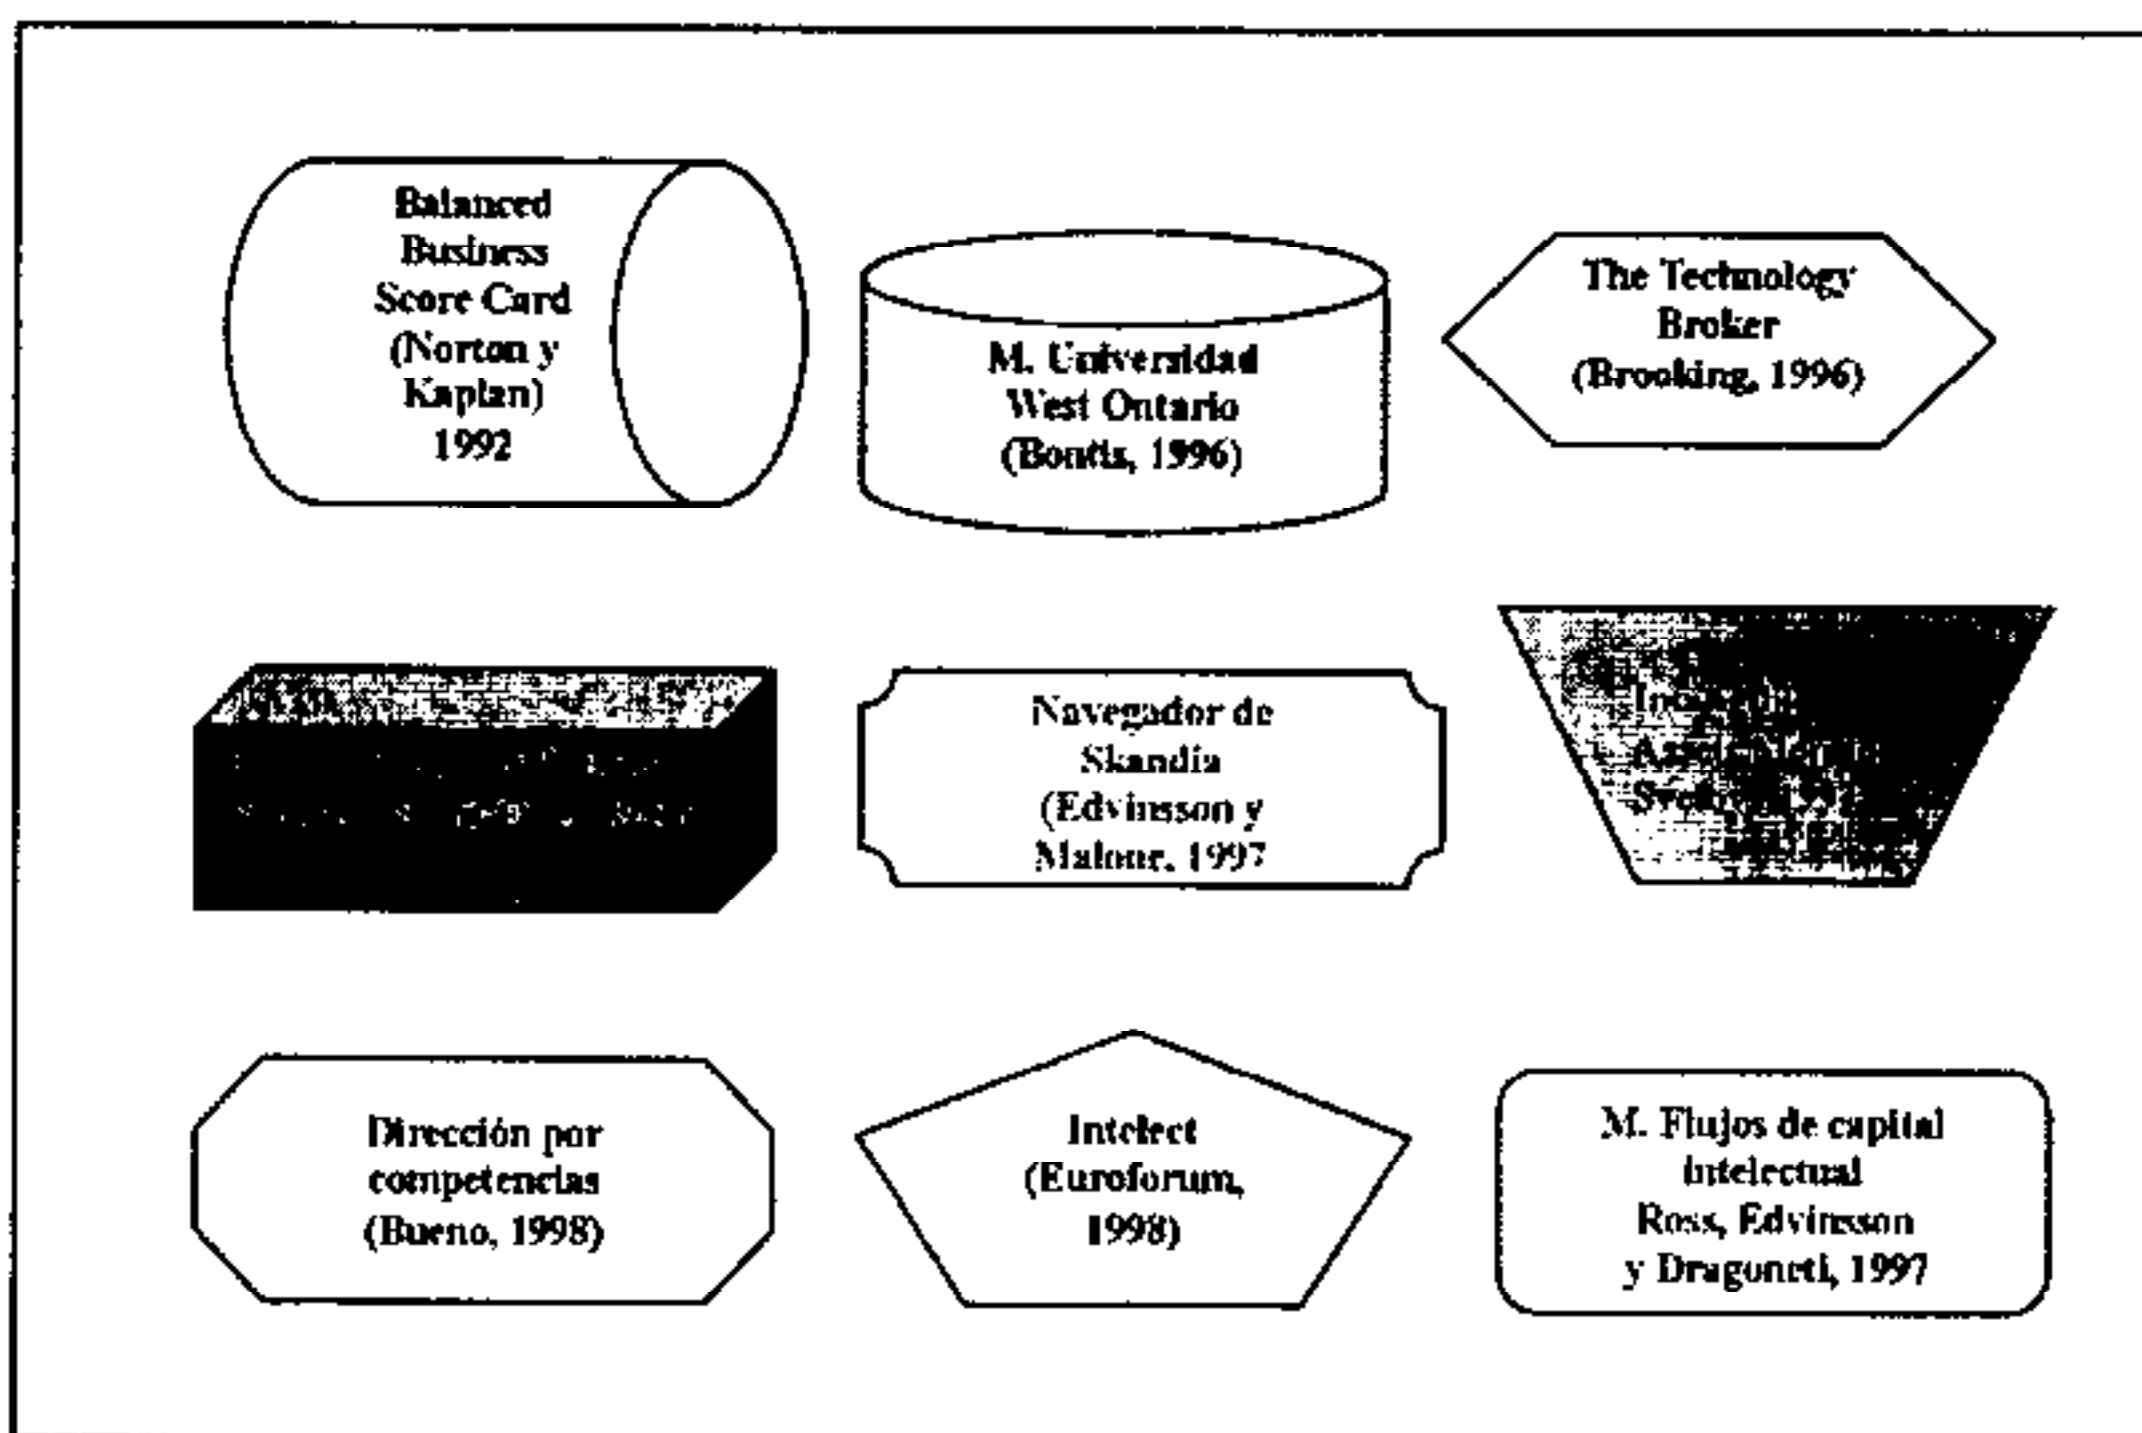 Balanced
Business
Score Card
(Norton y
Kaplan)
1992
M. Universidad
West Ontario
(Bontis, 1996)
The Technology
Broker
(Brooking, 1996)
Navegador de
Skandia
(Edvinsson y
Malone, 1997
Dirección por
competencias
(Bueno, 1998)
Intelect
(Euroforum,
1998)
M. Flujos de capital
intelectual
Ross, Edvinsson
y Dragoneti, 1997